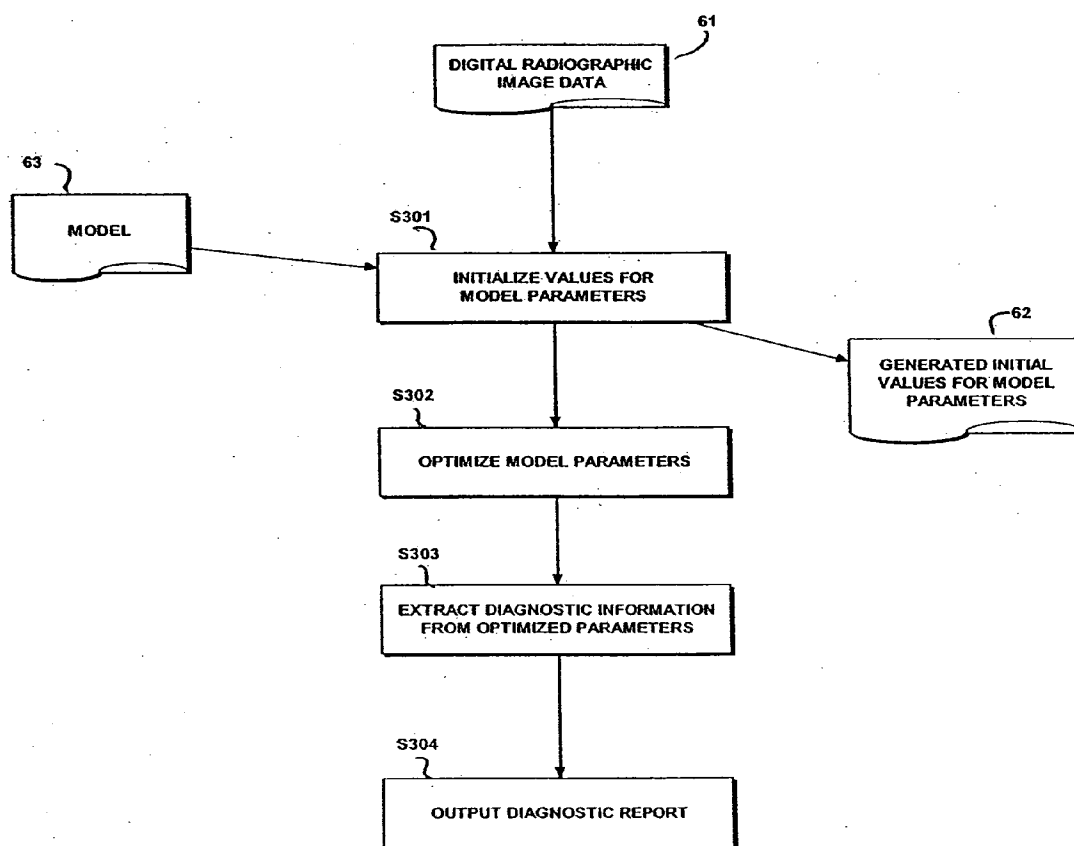 61
DIGITAL RADIOGRAPHIC
IMAGE DATA
63
MODEL
S301
INITIALIZE VALUES FOR
MODEL PARAMETERS
62
GENERATED INITIAL
VALUES FOR MODEL
PARAMETERS
S302
OPTIMIZE MODEL PARAMETERS
S303
EXTRACT DIAGNOSTIC INFORMATION
FROM OPTIMIZED PARAMETERS
S304
OUTPUT DIAGNOSTIC REPORT